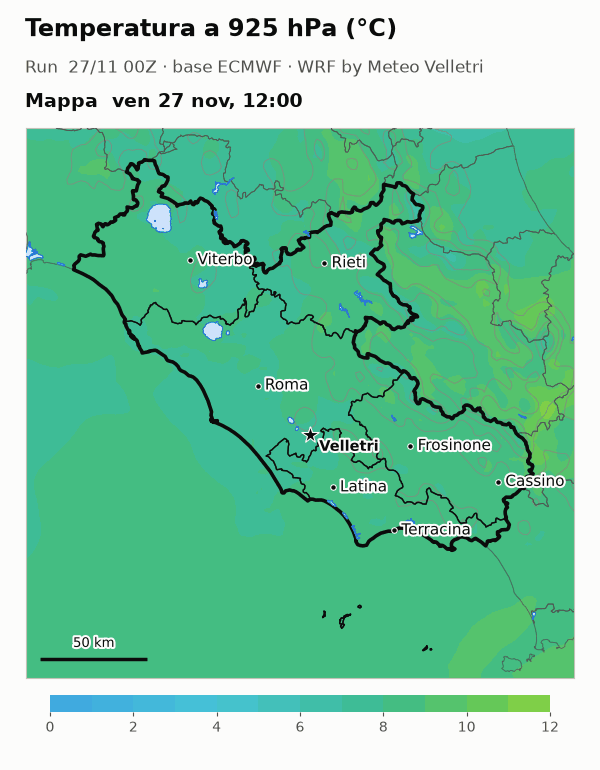 Temperatura a 925 hPa (°C)
Run 27/11 00Z · base ECMWF · WRF by Meteo Velletri
Mappa ven 27 nov, 12:00
Viterbo
Rieti
Roma
Velletri
Frosinone
Cassino
Latina
Terracina
50 km
0 2 4 6 8 10 12